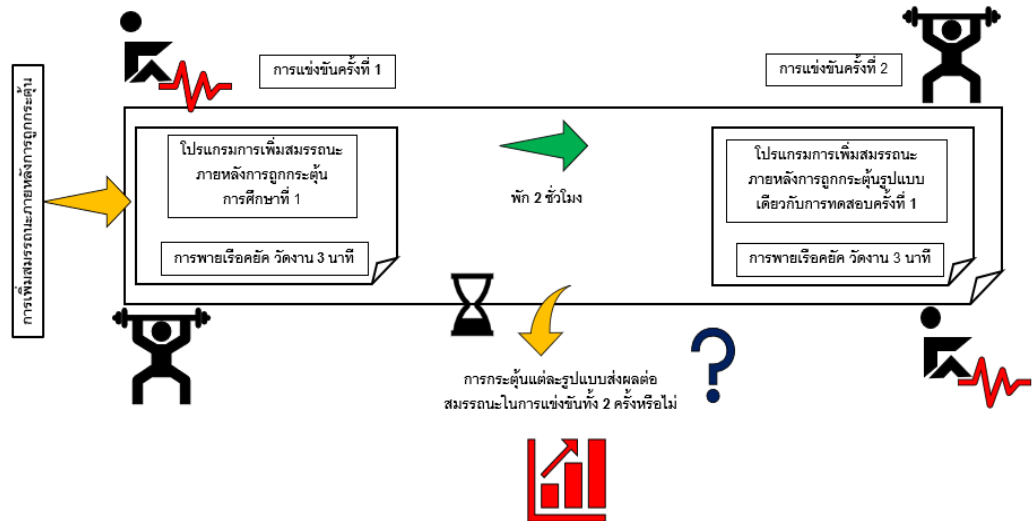 การเพิ่มสมรรถนะภายหลังการถูกกระตุ้น
การแข่งขันครั้งที่ 1
การแข่งขันครั้งที่ 2
โปรแกรมการเพิ่มสมรรถนะ
ภายหลังการถูกกระตุ้น
การศึกษาที่ 1
การพายเรือคยัค วัดงาน 3 นาที
พัก 2 ชั่วโมง
โปรแกรมการเพิ่มสมรรถนะ
ภายหลังการถูกกระตุ้นรูปแบบ
เดียวกับการทดสอบครั้งที่ 1
การพายเรือคยัค วัดงาน 3 นาที
การกระตุ้นแต่ละรูปแบบส่งผลต่อ
สมรรถนะในการแข่งขันทั้ง 2 ครั้งหรือไม่